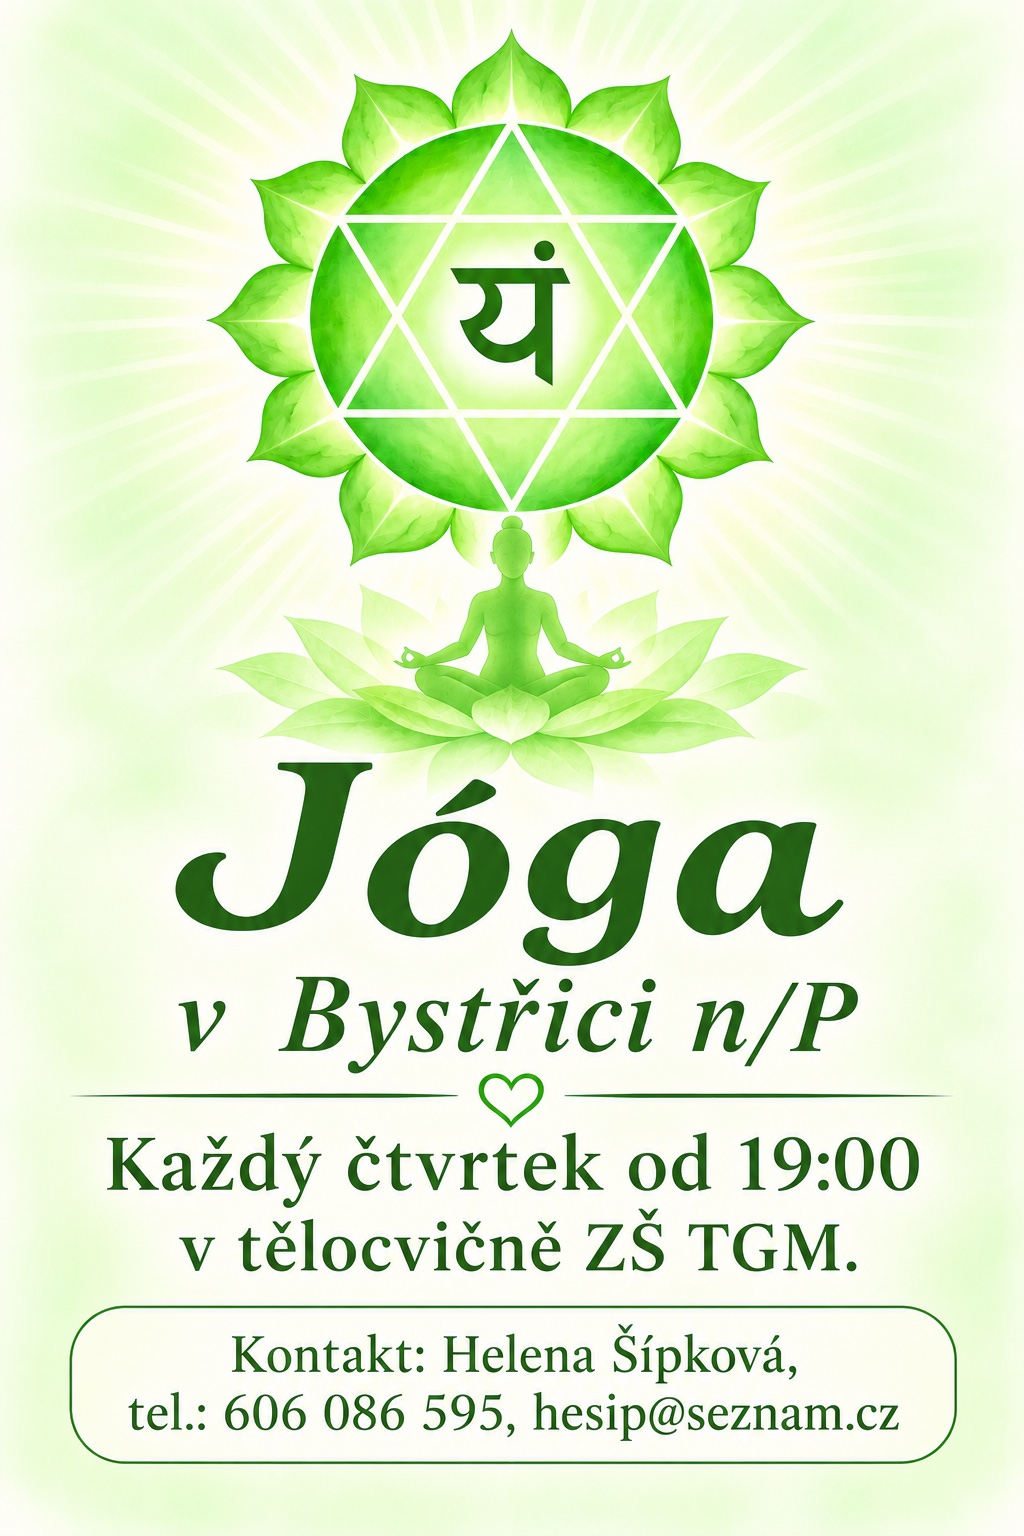 यं
Jóga
v Bystřici n/P
Každý čtvrtek od 19:00
v tělocvičně ZŠ TGM.
Kontakt: Helena Šípková,
tel.: 606 086 595, hesip@seznam.cz